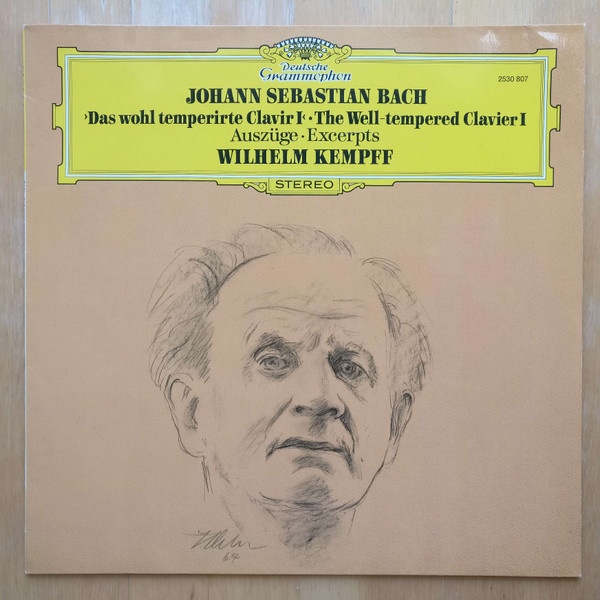 Deutsche
Grammophon
2530 807
JOHANN SEBASTIAN BACH
›Das wohl temperirte Clavir I‹ · The Well-tempered Clavier I
Auszüge · Excerpts
WILHELM KEMPFF
STEREO
64